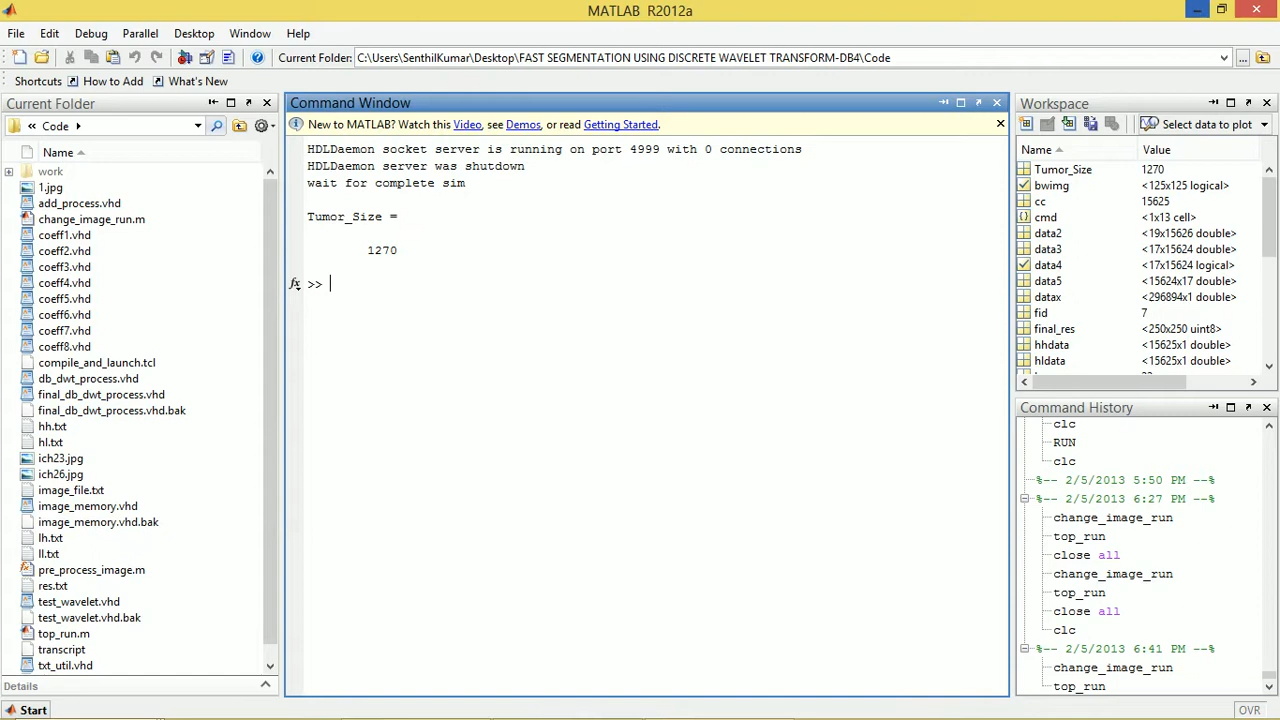 MATLAB R2012a
File Edit Debug Parallel Desktop Window Help
Current Folder: C:\Users\SenthilKumar\Desktop\FAST SEGMENTATION USING DISCRETE WAVELET TRANSFORM-DB4\Code
Shortcuts How to Add What's New
Current Folder
« Code
Name
work
1.jpg
add_process.vhd
change_image_run.m
coeff1.vhd
coeff2.vhd
coeff3.vhd
coeff4.vhd
coeff5.vhd
coeff6.vhd
coeff7.vhd
coeff8.vhd
compile_and_launch.tcl
db_dwt_process.vhd
final_db_dwt_process.vhd
final_db_dwt_process.vhd.bak
hh.txt
hl.txt
ich23.jpg
ich26.jpg
image_file.txt
image_memory.vhd
image_memory.vhd.bak
lh.txt
ll.txt
pre_process_image.m
res.txt
test_wavelet.vhd
test_wavelet.vhd.bak
top_run.m
transcript
txt_util.vhd
Details
Command Window
New to MATLAB? Watch this Video, see Demos, or read Getting Started.
HDLDaemon socket server is running on port 4999 with 0 connections
HDLDaemon server was shutdown
wait for complete sim
Tumor_Size =
1270
fx >>
Workspace
Select data to plot
Name Value
Tumor_Size 1270
bwimg <125x125 logical>
cc 15625
cmd <1x13 cell>
data2 <19x15626 double>
data3 <17x15624 double>
data4 <17x15624 logical>
data5 <15624x17 double>
datax <296894x1 double>
fid 7
final_res <250x250 uint8>
hhdata <15625x1 double>
hldata <15625x1 double>
Command History
clc
RUN
clc
%-- 2/5/2013 5:50 PM --%
%-- 2/5/2013 6:27 PM --%
change_image_run
top_run
close all
change_image_run
top_run
close all
clc
%-- 2/5/2013 6:41 PM --%
change_image_run
top_run
Start
OVR